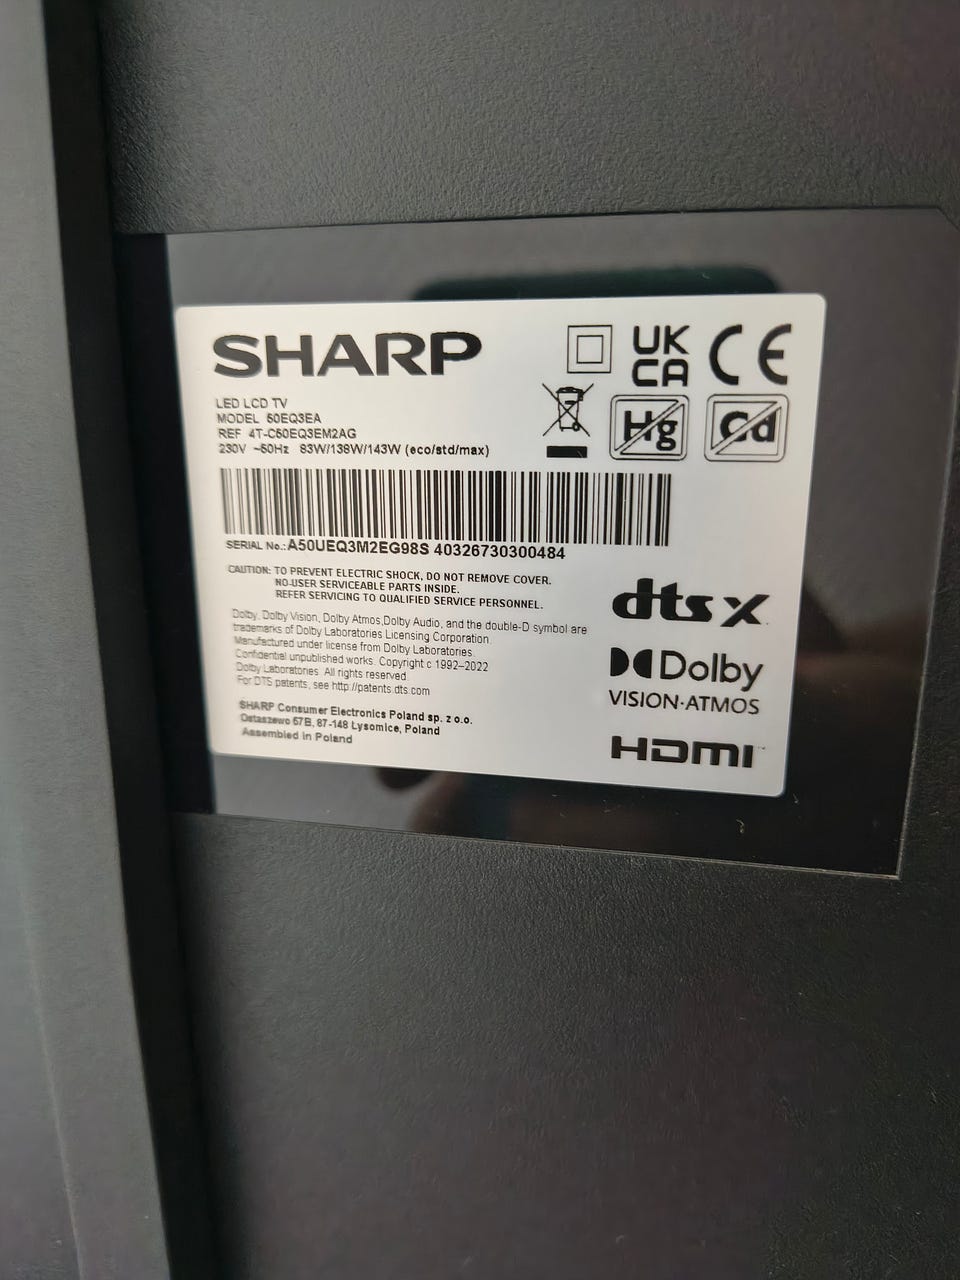 SHARP
UK
CA
CE
LED LCD TV
MODEL 50EQ3EA
REF 4T-C50EQ3EM2AG
230V ~50Hz 83W/138W/143W (eco/std/max)
Hg
Cd
SERIAL No.:A50UEQ3M2EG98S 40326730300484
CAUTION: TO PREVENT ELECTRIC SHOCK, DO NOT REMOVE COVER.
NO-USER SERVICEABLE PARTS INSIDE.
REFER SERVICING TO QUALIFIED SERVICE PERSONNEL.
Dolby, Dolby Vision, Dolby Atmos,Dolby Audio, and the double-D symbol are
trademarks of Dolby Laboratories Licensing Corporation.
Manufactured under license from Dolby Laboratories.
Confidential unpublished works. Copyright c 1992–2022
Dolby Laboratories. All rights reserved.
For DTS patents, see http://patents.dts.com
SHARP Consumer Electronics Poland sp. z o.o.
Ostaszewo 57B, 87-148 Łysomice, Poland
Assembled in Poland
dts X
Dolby
VISION·ATMOS
HDMI